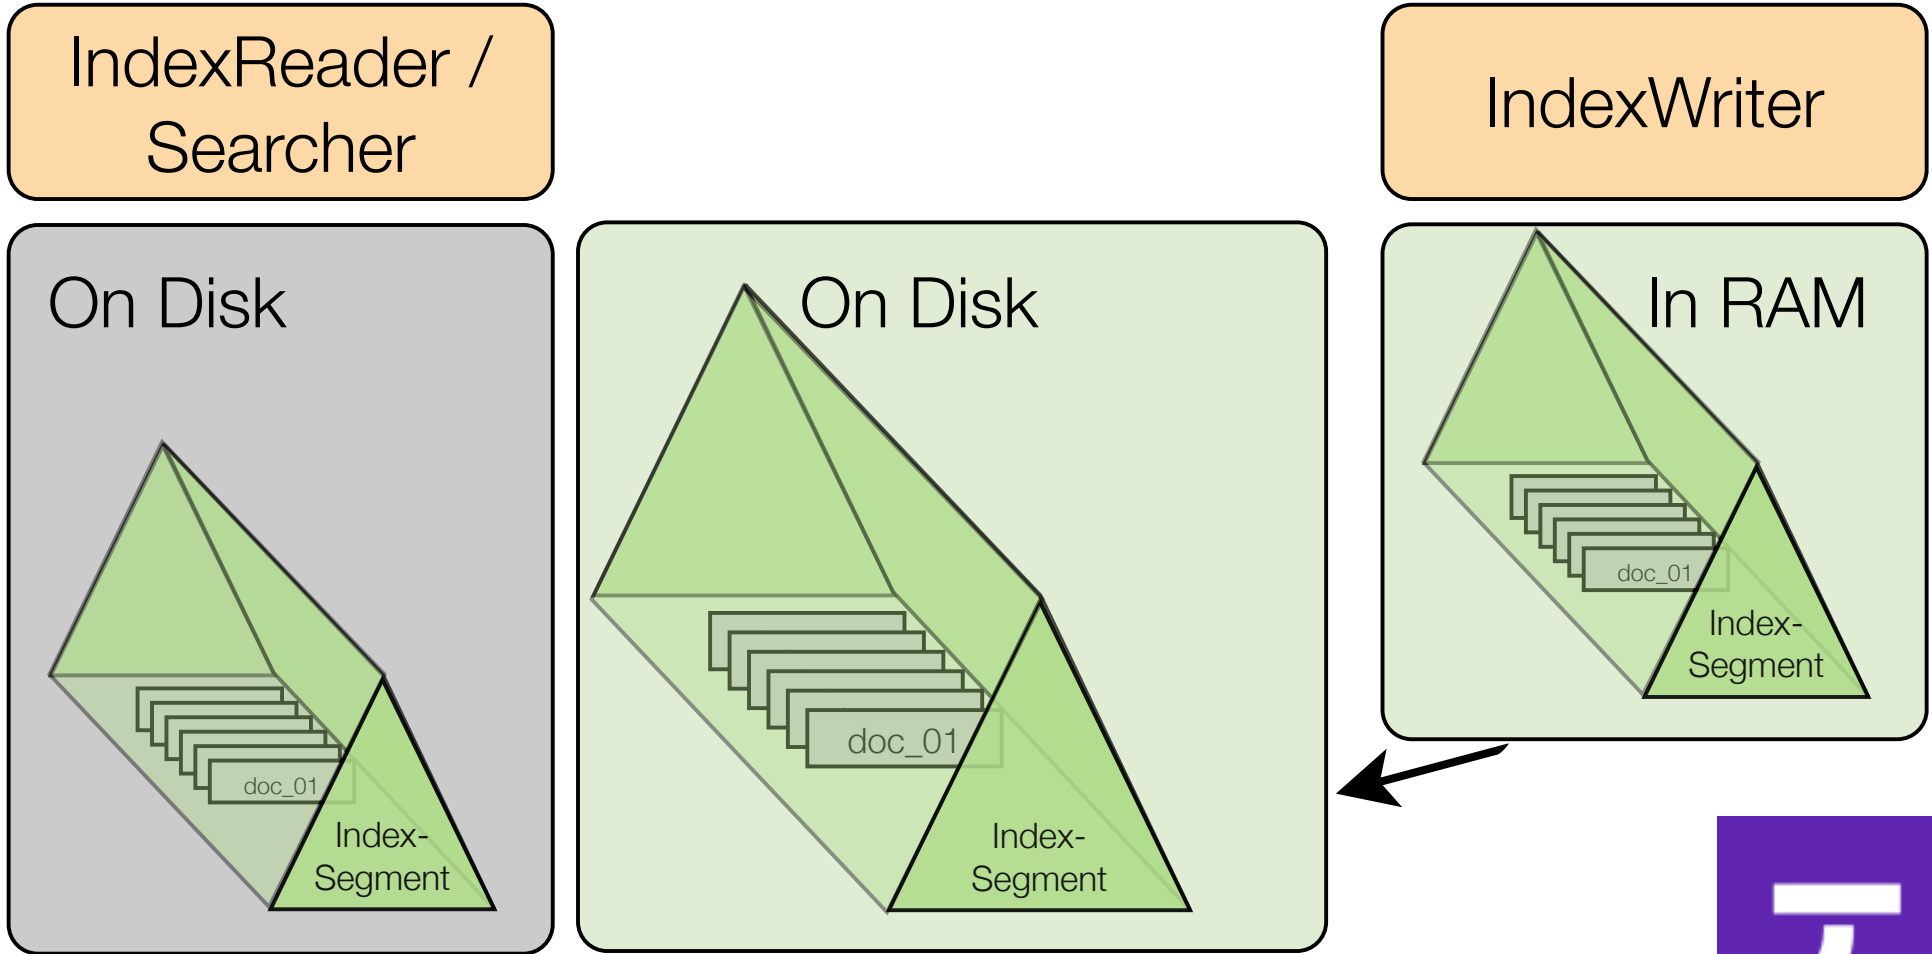 IndexReader /
Searcher
IndexWriter
On Disk
doc_01
Index-
Segment
On Disk
doc_01
Index-
Segment
In RAM
doc_01
Index-
Segment